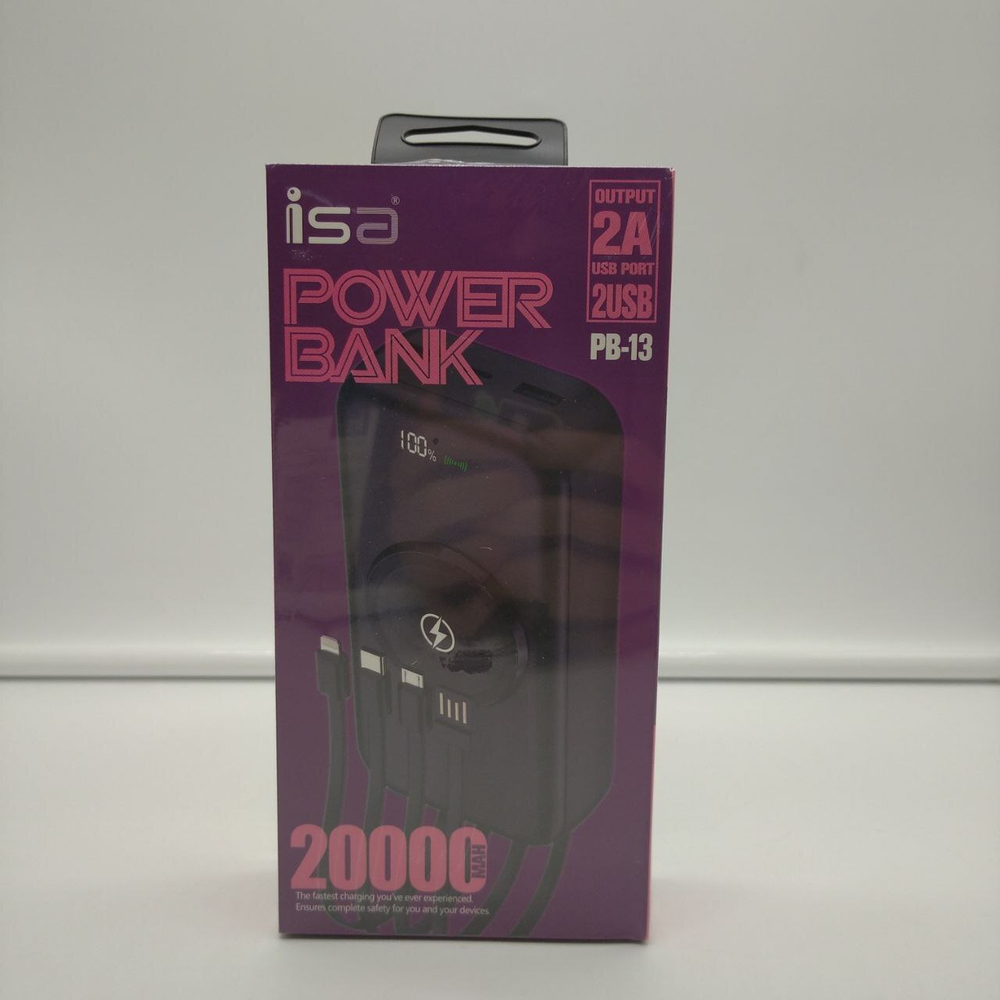 isa®
POWER
BANK
OUTPUT
2A
USB PORT
2USB
PB-13
100%
20000 MAH
The fastest charging you've ever experienced.
Ensures complete safety for you and your devices.